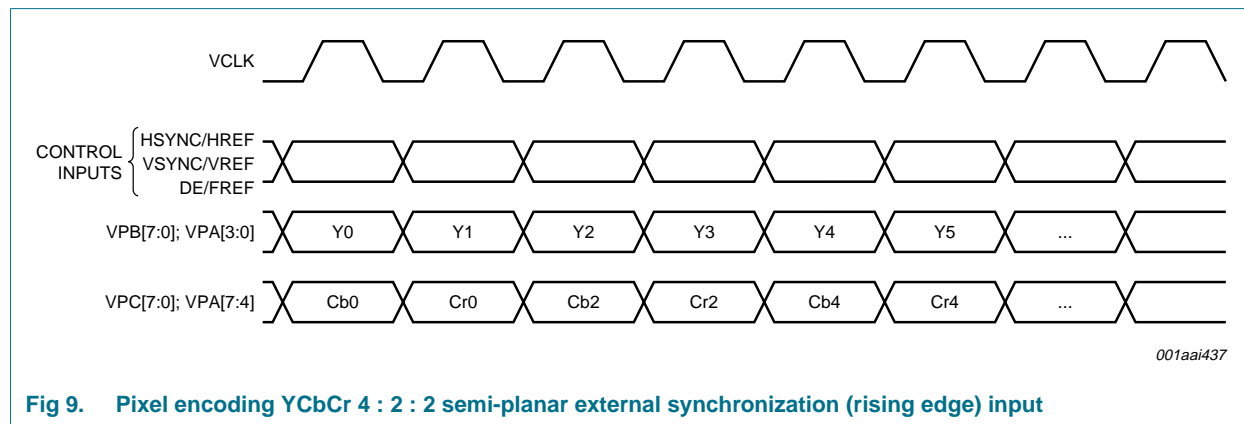 VCLK
CONTROL INPUTS
HSYNC/HREF
VSYNC/VREF
DE/FREF
VPB[7:0]; VPA[3:0] Y0 Y1 Y2 Y3 Y4 Y5 ...
VPC[7:0]; VPA[7:4] Cb0 Cr0 Cb2 Cr2 Cb4 Cr4 ...
001aai437
Fig 9. Pixel encoding YCbCr 4 : 2 : 2 semi-planar external synchronization (rising edge) input